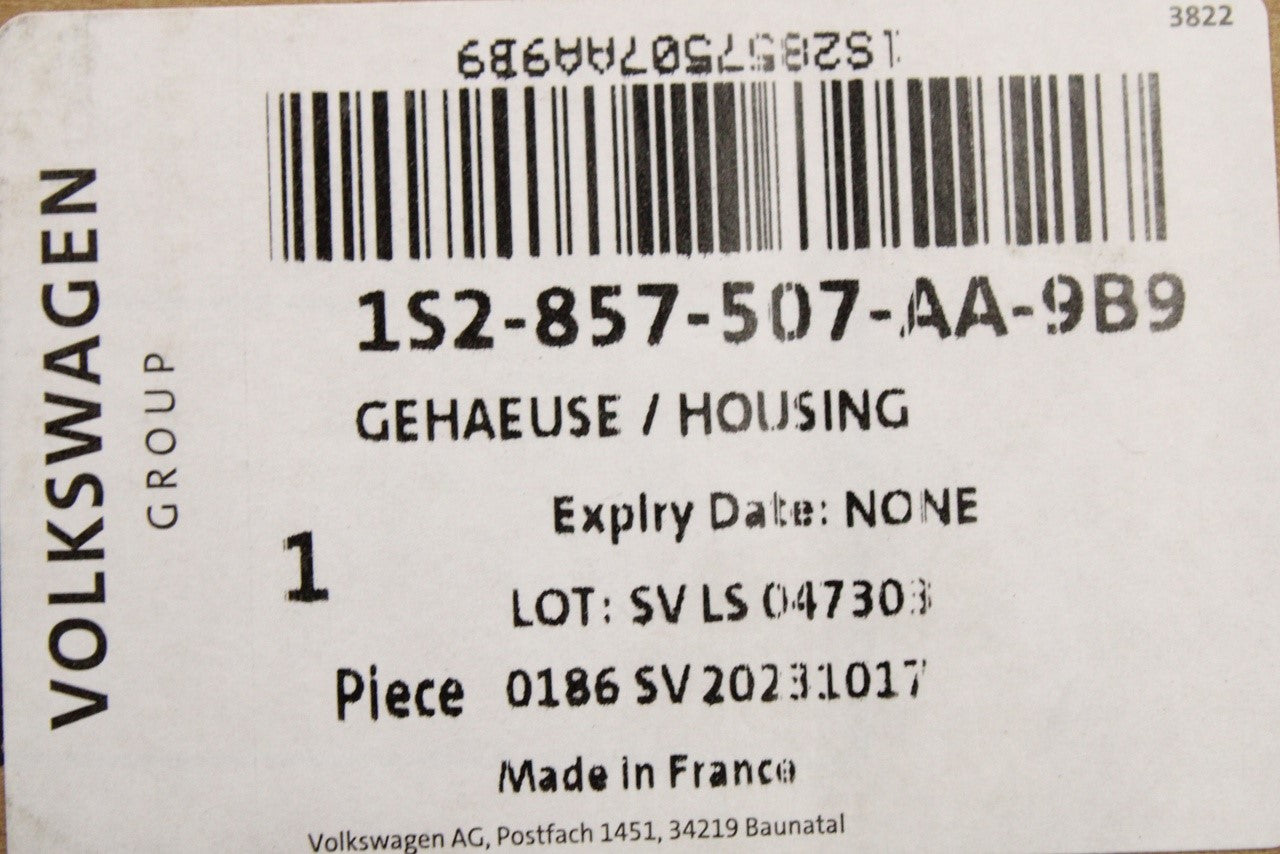 3822
1S2857507AA9B9
VOLKSWAGEN
GROUP
1S2-857-507-AA-9B9
GEHAEUSE / HOUSING
Expiry Date: NONE
1
LOT: SV LS 047303
Piece 0186 SV 20231017
Made in France
Volkswagen AG, Postfach 1451, 34219 Baunatal